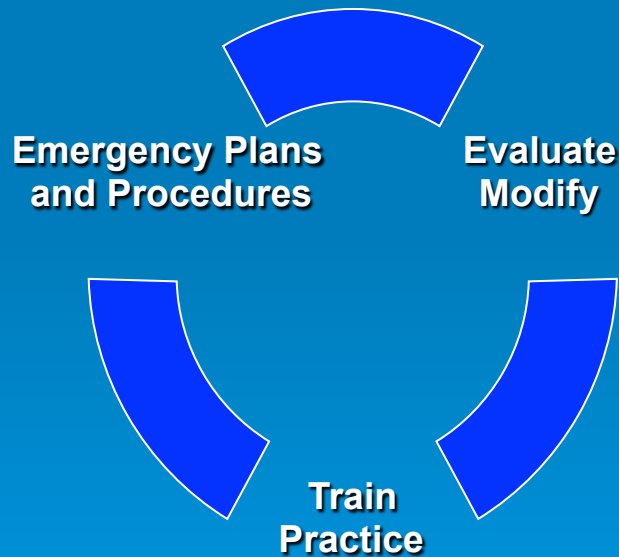 Emergency Plans
and Procedures
Evaluate
Modify
Train
Practice